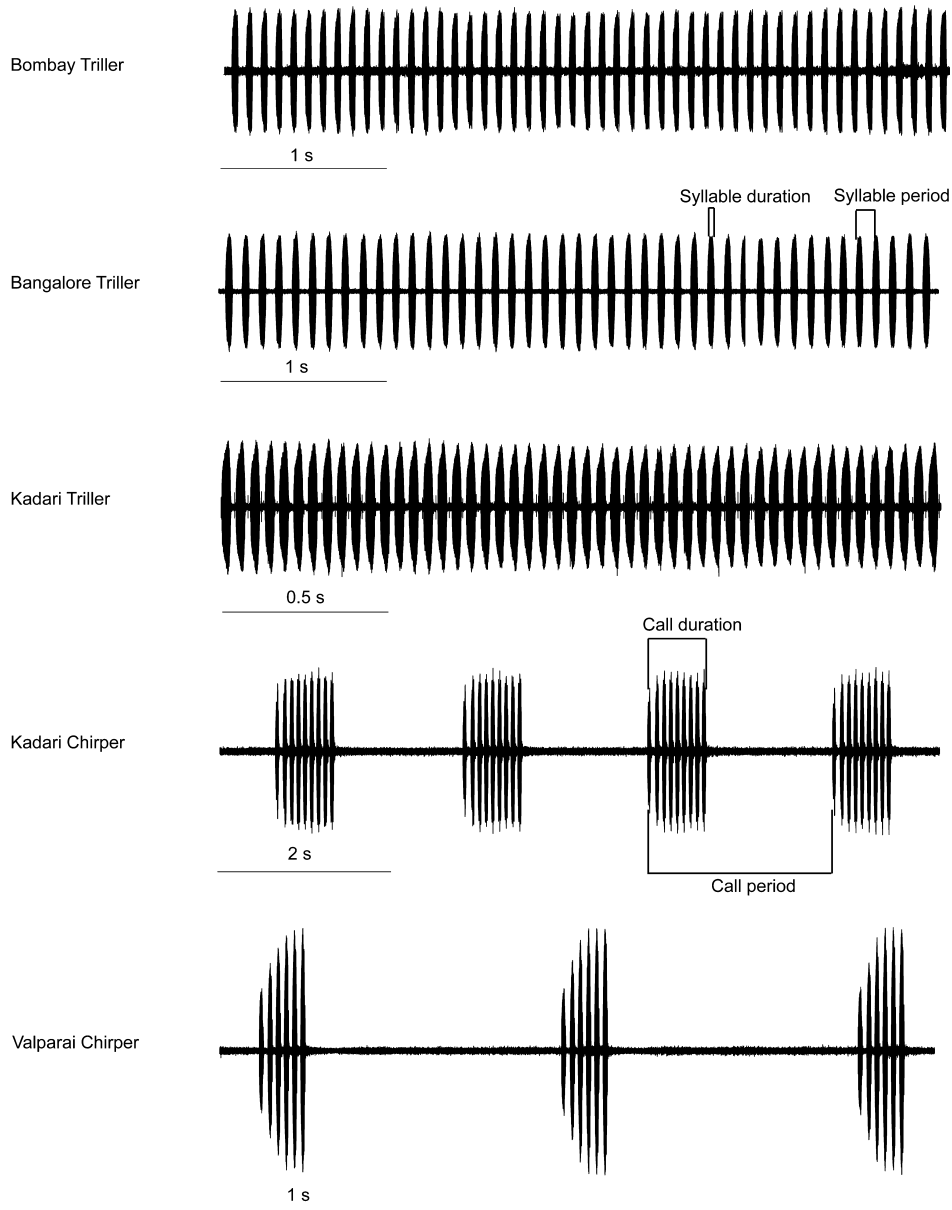 Bombay Triller
1 s
Syllable duration
Syllable period
Bangalore Triller
1 s
Kadari Triller
0.5 s
Call duration
Kadari Chirper
2 s
Call period
Valparai Chirper
1 s